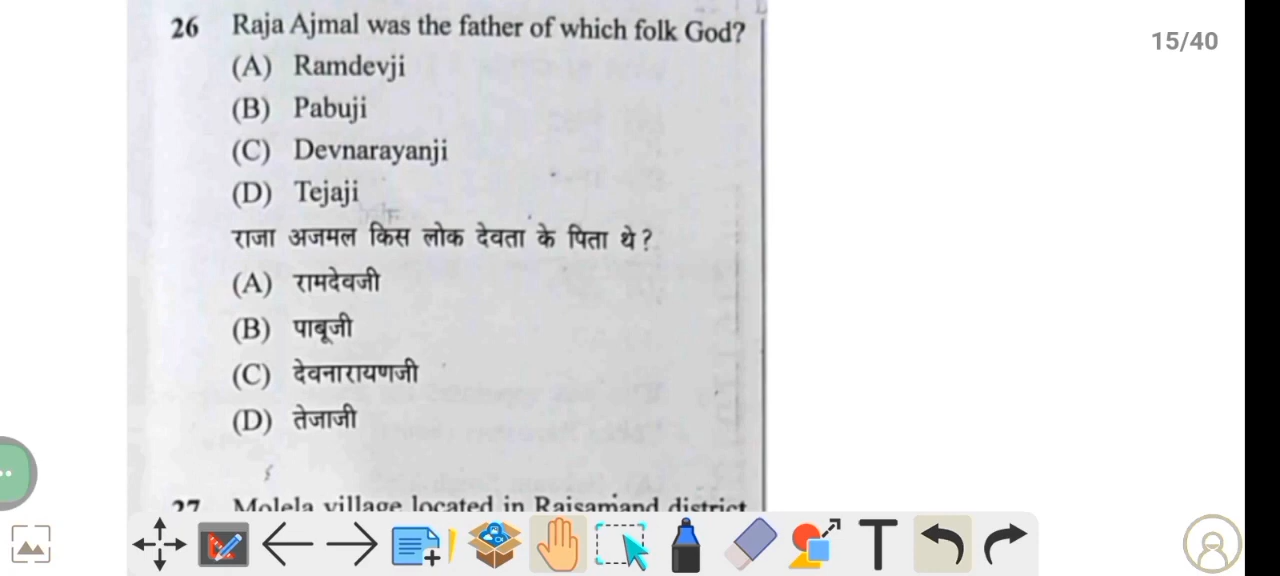 15/40
26 Raja Ajmal was the father of which folk God?
(A) Ramdevji
(B) Pabuji
(C) Devnarayanji
(D) Tejaji
राजा अजमल किस लोक देवता के पिता थे?
(A) रामदेवजी
(B) पाबूजी
(C) देवनारायणजी
(D) तेजाजी
27 Molela village located in Rajsamand district
T